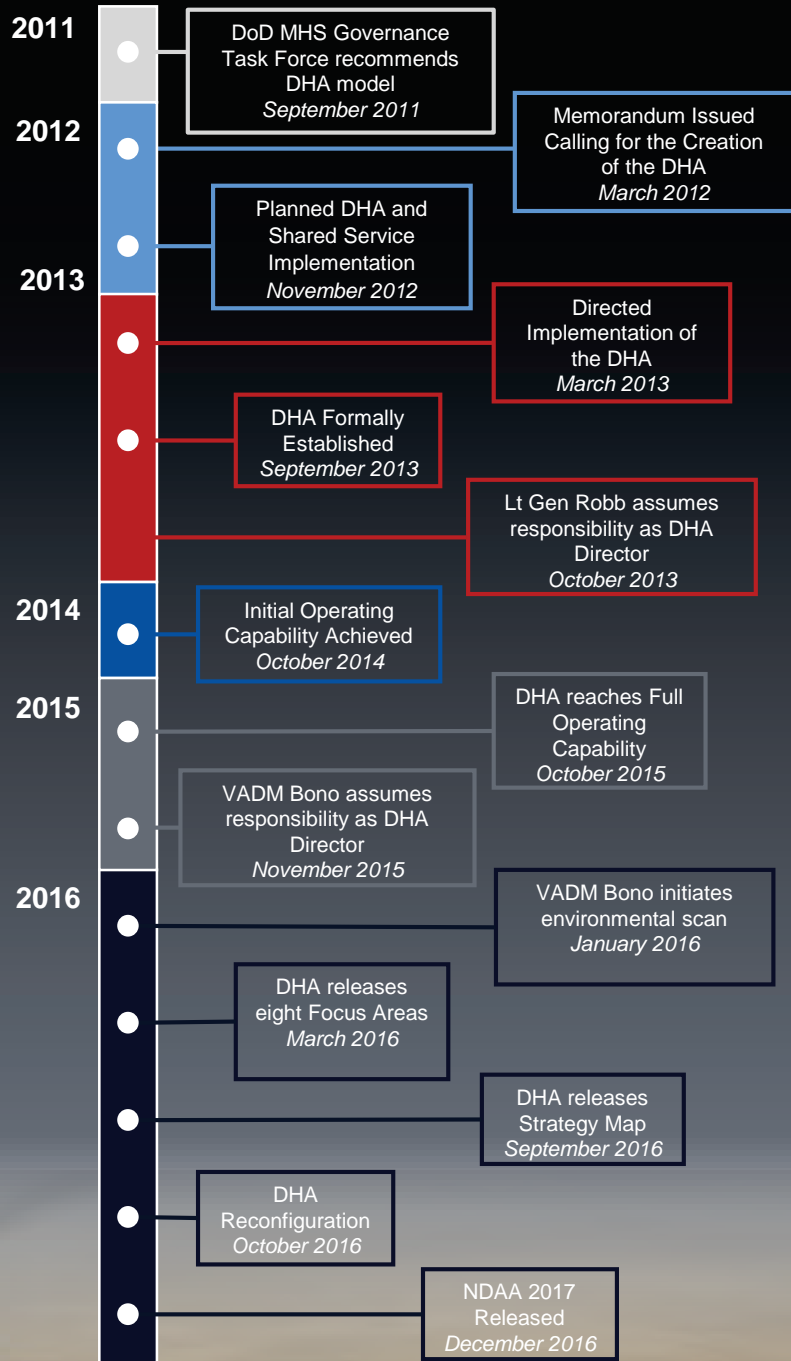 2011
DoD MHS Governance
Task Force recommends
DHA model
September 2011
2012
Memorandum Issued
Calling for the Creation
of the DHA
March 2012
Planned DHA and
Shared Service
Implementation
November 2012
2013
Directed
Implementation of
the DHA
March 2013
DHA Formally
Established
September 2013
Lt Gen Robb assumes
responsibility as DHA
Director
October 2013
2014
Initial Operating
Capability Achieved
October 2014
2015
DHA reaches Full
Operating
Capability
October 2015
VADM Bono assumes
responsibility as DHA
Director
November 2015
2016
VADM Bono initiates
environmental scan
January 2016
DHA releases
eight Focus Areas
March 2016
DHA releases
Strategy Map
September 2016
DHA
Reconfiguration
October 2016
NDAA 2017
Released
December 2016